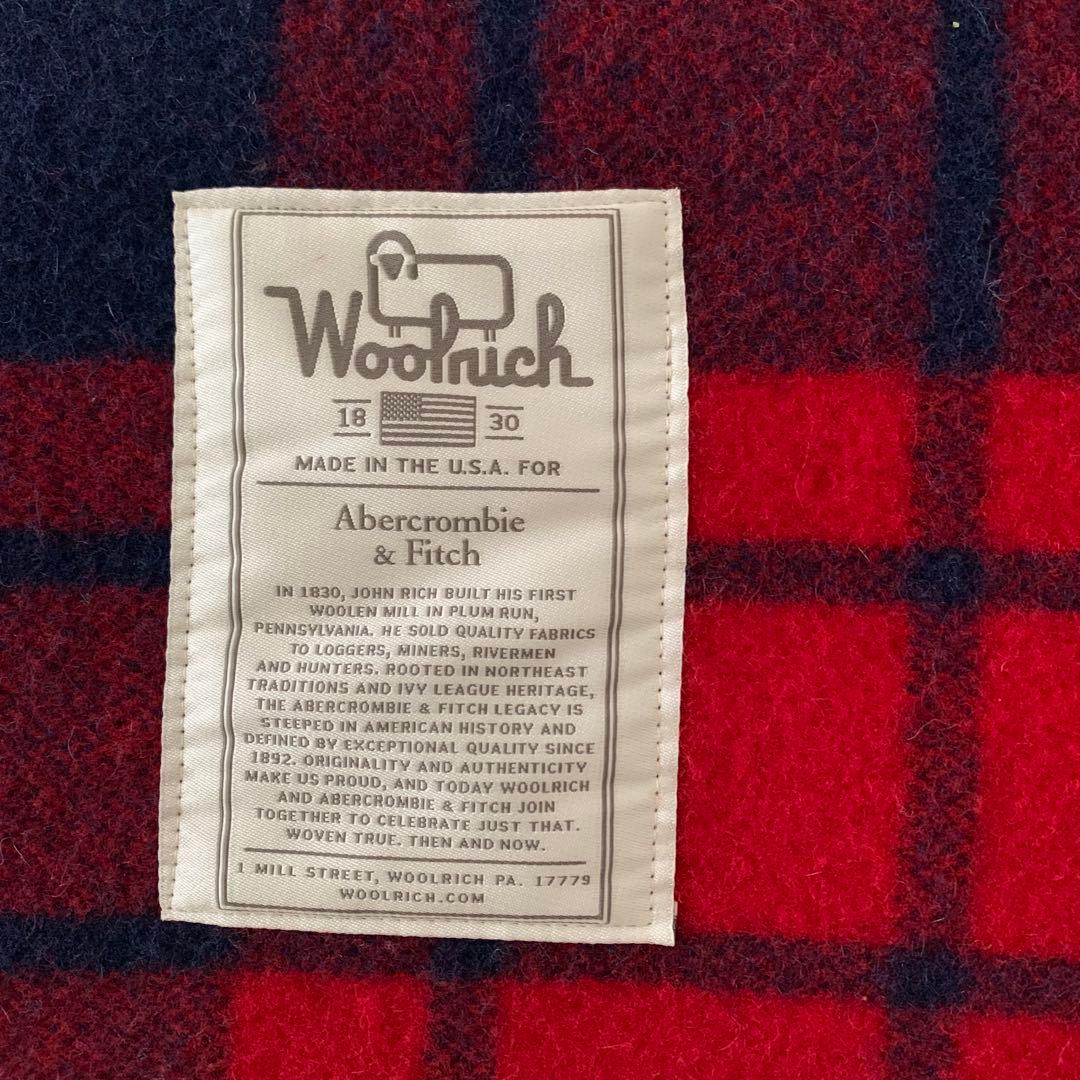 Woolrich
18 30
MADE IN THE U.S.A. FOR
Abercrombie
& Fitch
IN 1830, JOHN RICH BUILT HIS FIRST
WOOLEN MILL IN PLUM RUN,
PENNSYLVANIA. HE SOLD QUALITY FABRICS
TO LOGGERS, MINERS, RIVERMEN
AND HUNTERS. ROOTED IN NORTHEAST
TRADITIONS AND IVY LEAGUE HERITAGE,
THE ABERCROMBIE & FITCH LEGACY IS
STEEPED IN AMERICAN HISTORY AND
DEFINED BY EXCEPTIONAL QUALITY SINCE
1892. ORIGINALITY AND AUTHENTICITY
MAKE US PROUD, AND TODAY WOOLRICH
AND ABERCROMBIE & FITCH JOIN
TOGETHER TO CELEBRATE JUST THAT.
WOVEN TRUE. THEN AND NOW.
1 MILL STREET, WOOLRICH PA. 17779
WOOLRICH.COM